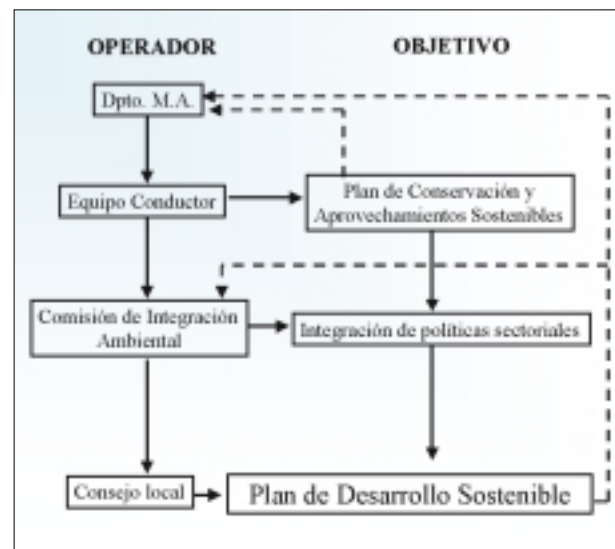 OPERADOR OBJETIVO
Dpto. M.A.
Equipo Conductor
Plan de Conservación y
Aprovechamientos Sostenibles
Comisión de Integración
Ambiental
Integración de políticas sectoriales
Consejo local
Plan de Desarrollo Sostenible